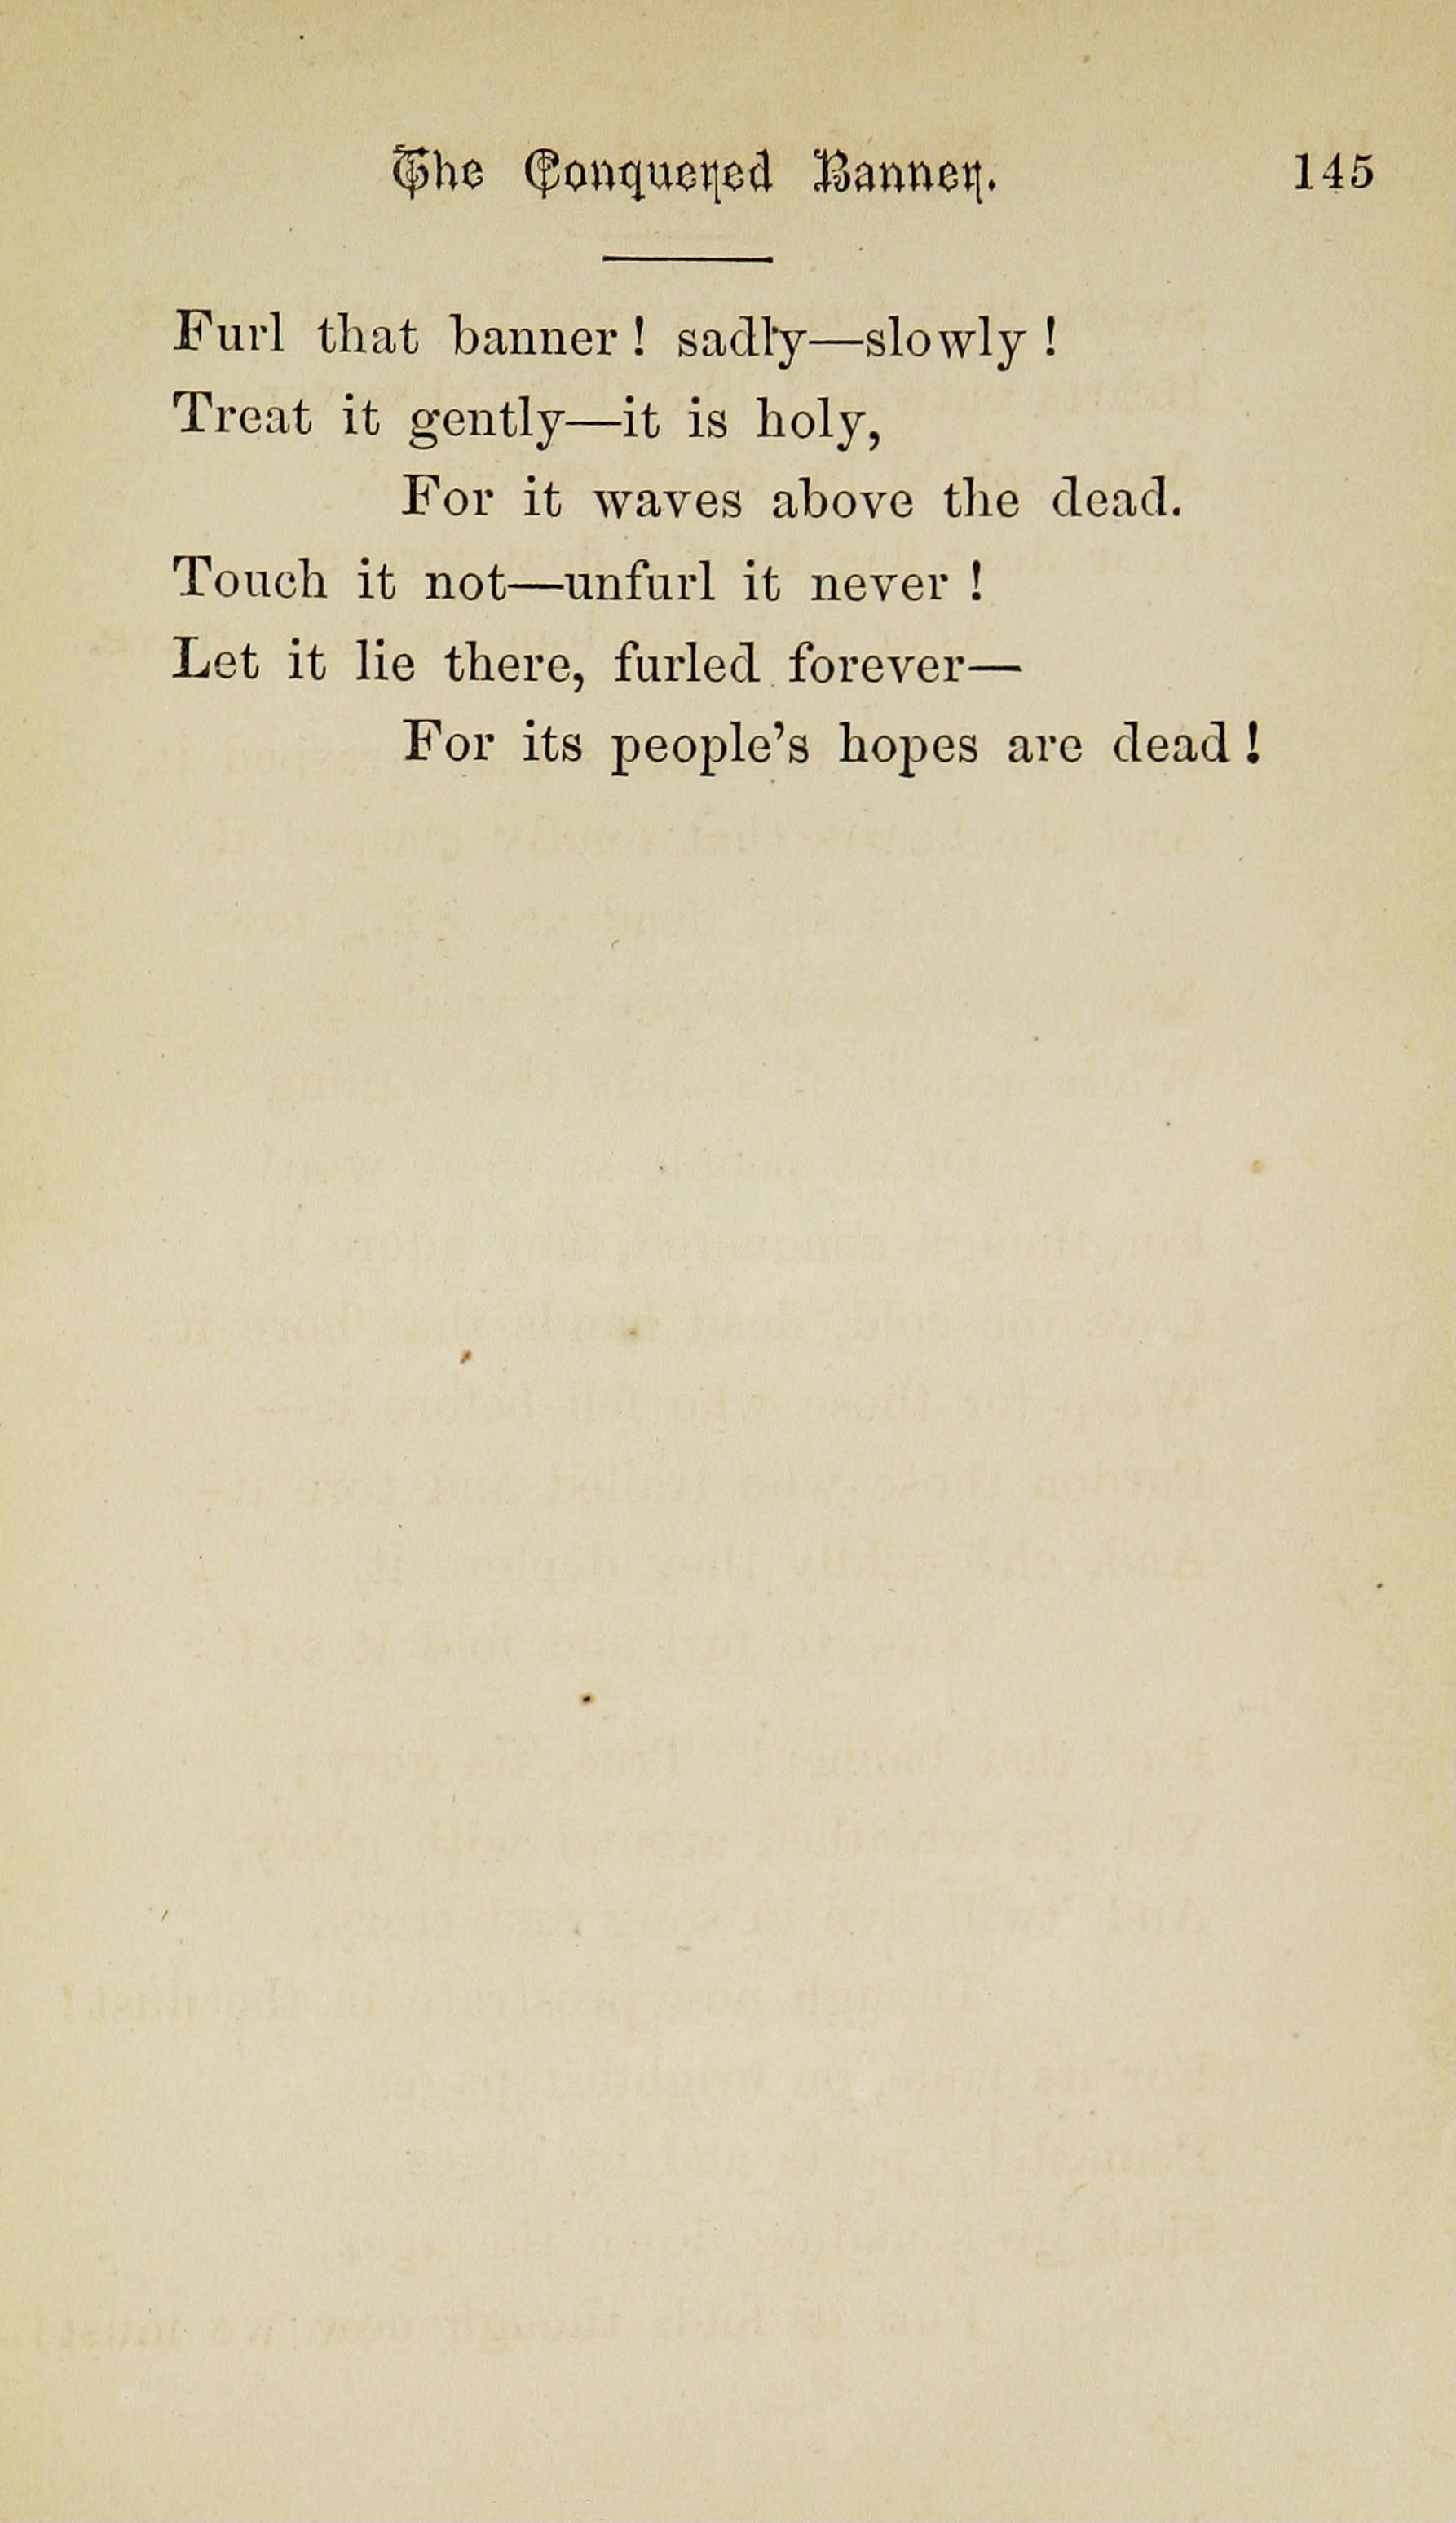 The Conquered Banner. 145
Furl that banner! sadly—slowly!
Treat it gently—it is holy,
For it waves above the dead.
Touch it not—unfurl it never!
Let it lie there, furled forever—
For its people's hopes are dead!